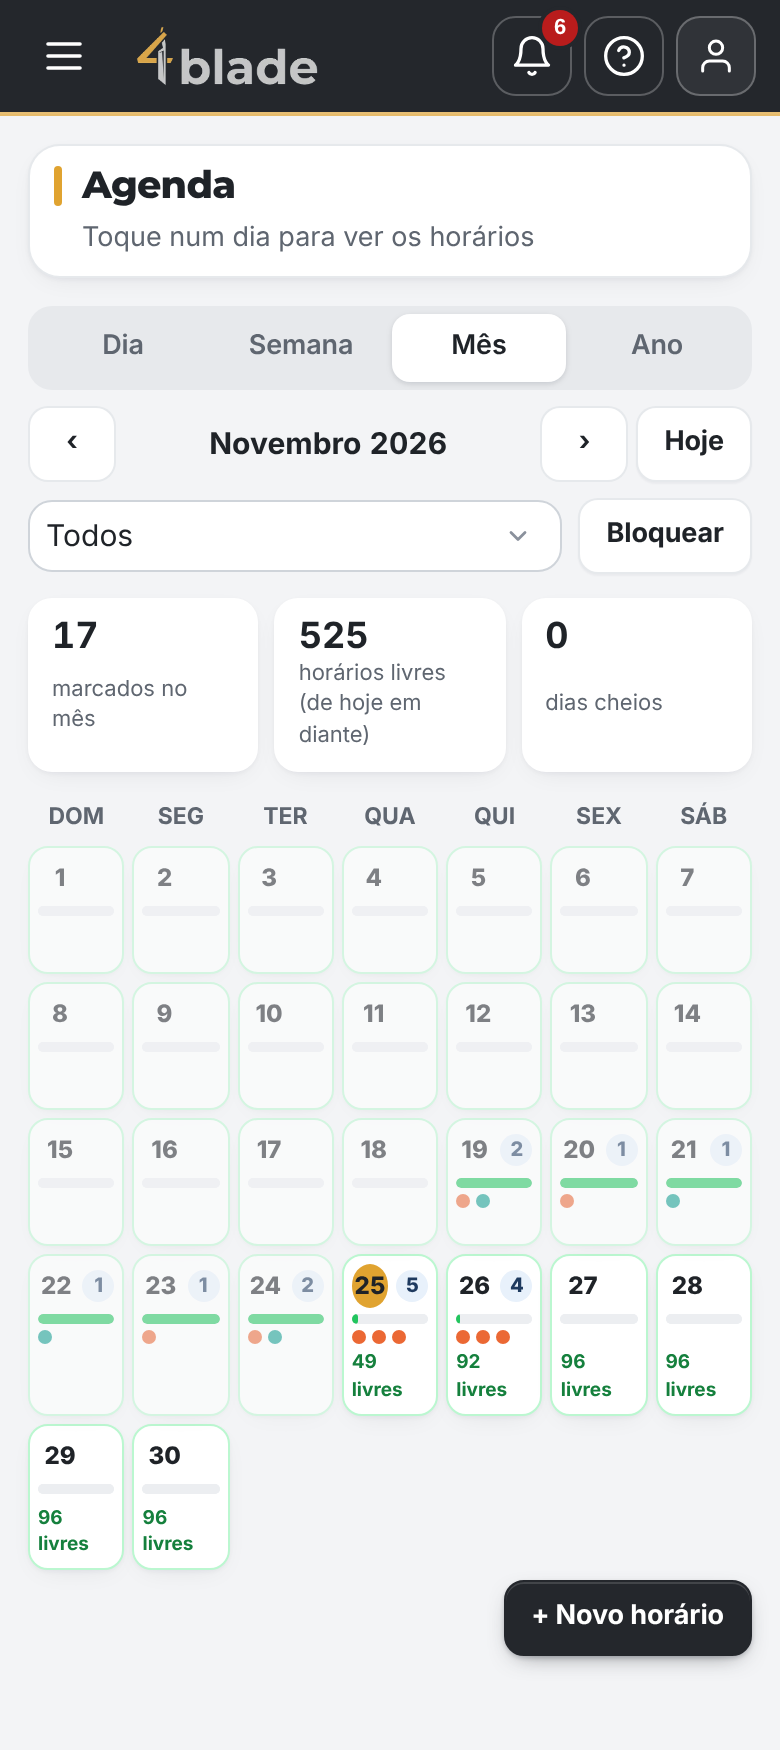 6
4blade
Agenda
Toque num dia para ver os horários
Dia Semana Mês Ano
‹ Novembro 2026 › Hoje
Todos Bloquear
17 525 0
marcados no mês
horários livres (de hoje em diante)
dias cheios
DOM SEG TER QUA QUI SEX SÁB
1 2 3 4 5 6 7
8 9 10 11 12 13 14
15 16 17 18 19 2 20 1 21 1
22 1 23 1 24 2 25 5 26 4 27 28
49 livres 92 livres 96 livres 96 livres
29 30
96 livres 96 livres
+ Novo horário